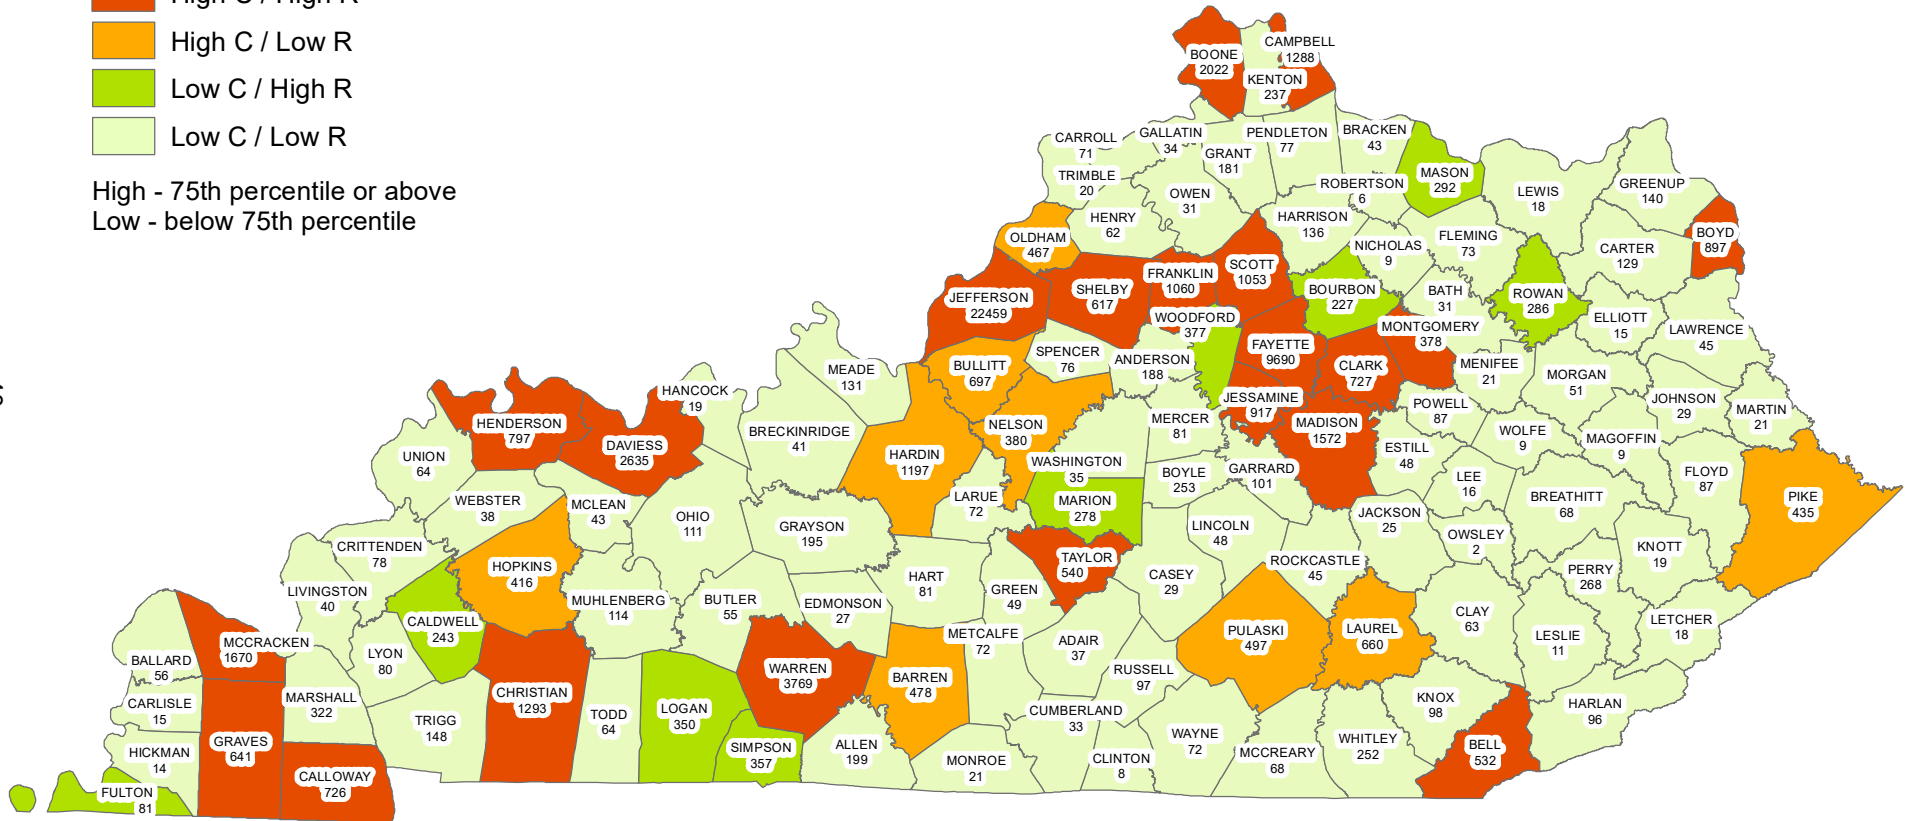 High C / High R
High C / Low R
Low C / High R
Low C / Low R
High - 75th percentile or above
Low - below 75th percentile
BOONE
2022
CAMPBELL
1288
KENTON
237
CARROLL
71
GALLATIN
34
GRANT
181
PENDLETON
77
BRACKEN
43
MASON
292
TRIMBLE
20
OWEN
31
ROBERTSON
6
LEWIS
18
GREENUP
140
HENRY
62
HARRISON
136
OLDHAM
467
NICHOLAS
9
FLEMING
73
CARTER
129
BOYD
897
JEFFERSON
22459
SHELBY
617
FRANKLIN
1060
SCOTT
1053
BOURBON
227
BATH
31
ROWAN
286
ELLIOTT
15
LAWRENCE
45
WOODFORD
377
MONTGOMERY
378
SPENCER
76
ANDERSON
188
FAYETTE
9690
CLARK
727
MENIFEE
21
MORGAN
51
MEADE
131
BULLITT
697
HANCOCK
19
JESSAMINE
917
POWELL
87
JOHNSON
29
MARTIN
21
HENDERSON
797
DAVIESS
2635
BRECKINRIDGE
41
NELSON
380
MERCER
81
MADISON
1572
WOLFE
9
MAGOFFIN
9
UNION
64
HARDIN
1197
WASHINGTON
35
BOYLE
253
GARRARD
101
ESTILL
48
LEE
16
FLOYD
87
PIKE
435
WEBSTER
38
MCLEAN
43
OHIO
111
GRAYSON
195
LARUE
72
MARION
278
LINCOLN
48
JACKSON
25
BREATHITT
68
CRITTENDEN
78
OWSLEY
2
KNOTT
19
HOPKINS
416
HART
81
TAYLOR
540
CASEY
29
ROCKCASTLE
45
PERRY
268
LIVINGSTON
40
MUHLENBERG
114
BUTLER
55
EDMONSON
27
GREEN
49
CALDWELL
243
CLAY
63
LETCHER
18
MCCRACKEN
1670
LYON
80
METCALFE
72
ADAIR
37
PULASKI
497
LAUREL
660
LESLIE
11
BALLARD
56
WARREN
3769
BARREN
478
RUSSELL
97
CARLISLE
15
MARSHALL
322
CHRISTIAN
1293
TODD
64
LOGAN
350
CUMBERLAND
33
KNOX
98
HARLAN
96
TRIGG
148
SIMPSON
357
ALLEN
199
WAYNE
72
MCCREARY
68
WHITLEY
252
BELL
532
HICKMAN
14
GRAVES
641
CALLOWAY
726
MONROE
21
CLINTON
8
FULTON
81